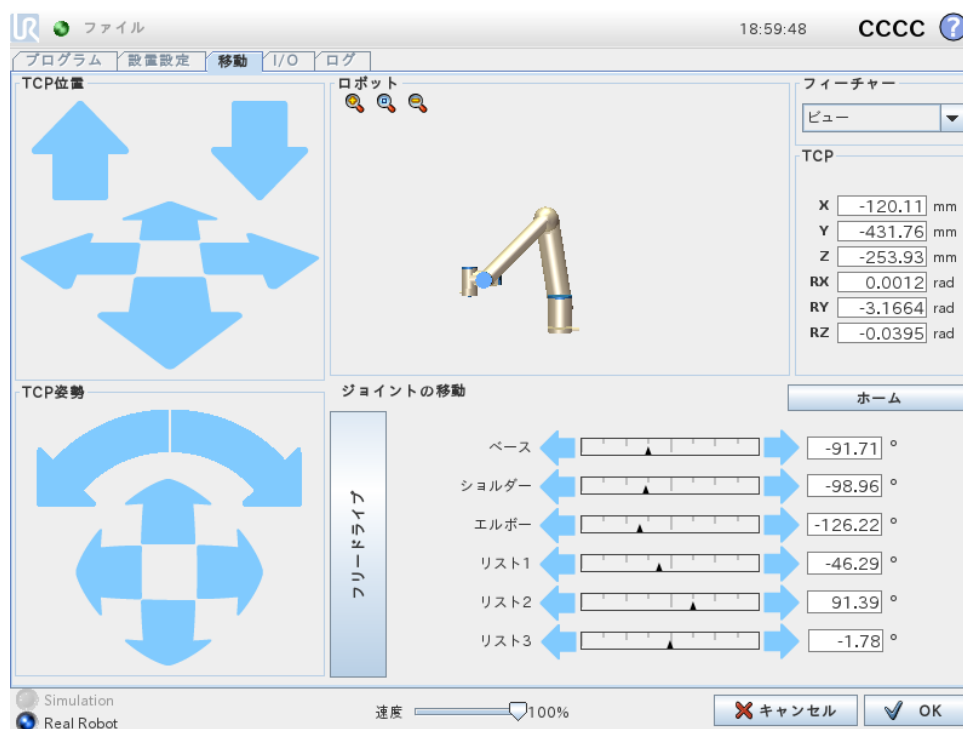 UR ファイル 18:59:48 CCCC ?
プログラム 設置設定 移動 I/O ログ
TCP位置
ロボット
フィーチャー
ビュー
TCP
X -120.11 mm
Y -431.76 mm
Z -253.93 mm
RX 0.0012 rad
RY -3.1664 rad
RZ -0.0395 rad
TCP姿勢
ジョイントの移動
ホーム
フリードライブ
ベース -91.71 °
ショルダー -98.96 °
エルボー -126.22 °
リスト1 -46.29 °
リスト2 91.39 °
リスト3 -1.78 °
Simulation
Real Robot
速度 100%
キャンセル
OK